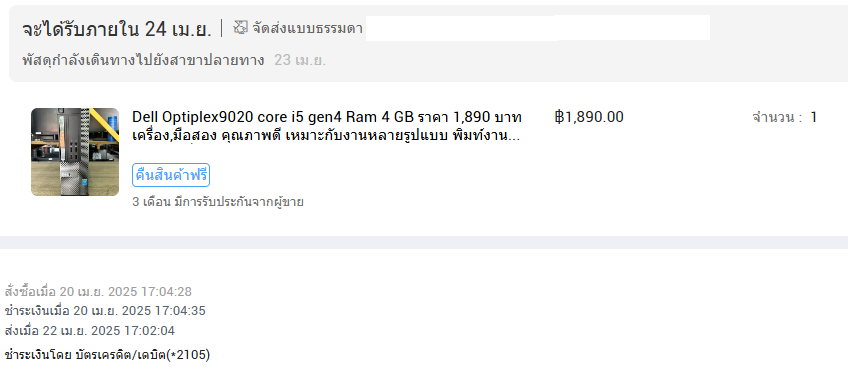 จะได้รับภายใน 24 เม.ย. | จัดส่งแบบธรรมดา
พัสดุกำลังเดินทางไปยังสาขาปลายทาง 23 เม.ย.
Dell Optiplex9020 core i5 gen4 Ram 4 GB ราคา 1,890 บาท
เครื่อง,มือสอง คุณภาพดี เหมาะกับงานหลายรูปแบบ พิมพ์งาน...
฿1,890.00
จำนวน : 1
คืนสินค้าฟรี
3 เดือน มีการรับประกันจากผู้ขาย
สั่งซื้อเมื่อ 20 เม.ย. 2025 17:04:28
ชำระเงินเมื่อ 20 เม.ย. 2025 17:04:35
ส่งเมื่อ 22 เม.ย. 2025 17:02:04
ชำระเงินโดย บัตรเครดิต/เดบิต(*2105)